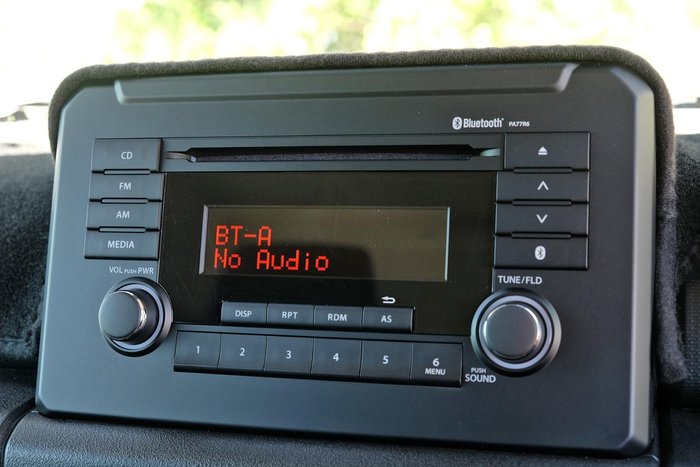 Bluetooth® PA77R6
CD
FM
AM
MEDIA
VOL PUSH PWR
BT-A
No Audio
DISP RPT RDM AS
1 2 3 4 5 6
MENU
TUNE/FLD
PUSH
SOUND